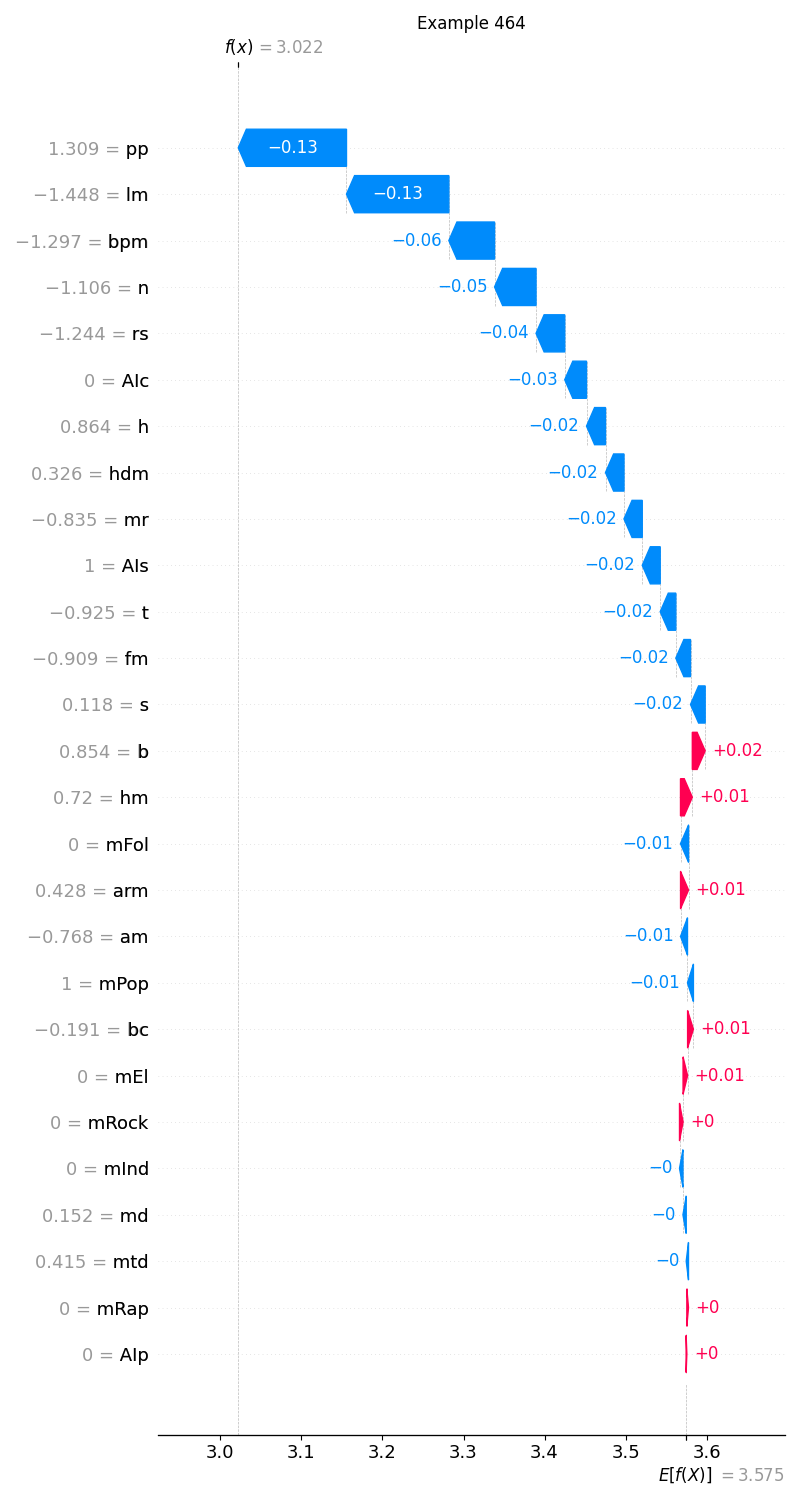 Example 464
f(x) = 3.022
1.309 = pp −0.13
−1.448 = lm −0.13
−1.297 = bpm −0.06
−1.106 = n −0.05
−1.244 = rs −0.04
0 = AIc −0.03
0.864 = h −0.02
0.326 = hdm −0.02
−0.835 = mr −0.02
1 = AIs −0.02
−0.925 = t −0.02
−0.909 = fm −0.02
0.118 = s −0.02
0.854 = b +0.02
0.72 = hm +0.01
0 = mFol −0.01
0.428 = arm +0.01
−0.768 = am −0.01
1 = mPop −0.01
−0.191 = bc +0.01
0 = mEl +0.01
0 = mRock +0
0 = mInd −0
0.152 = md −0
0.415 = mtd −0
0 = mRap +0
0 = AIp +0
3.0 3.1 3.2 3.3 3.4 3.5 3.6
E[f(X)] = 3.575